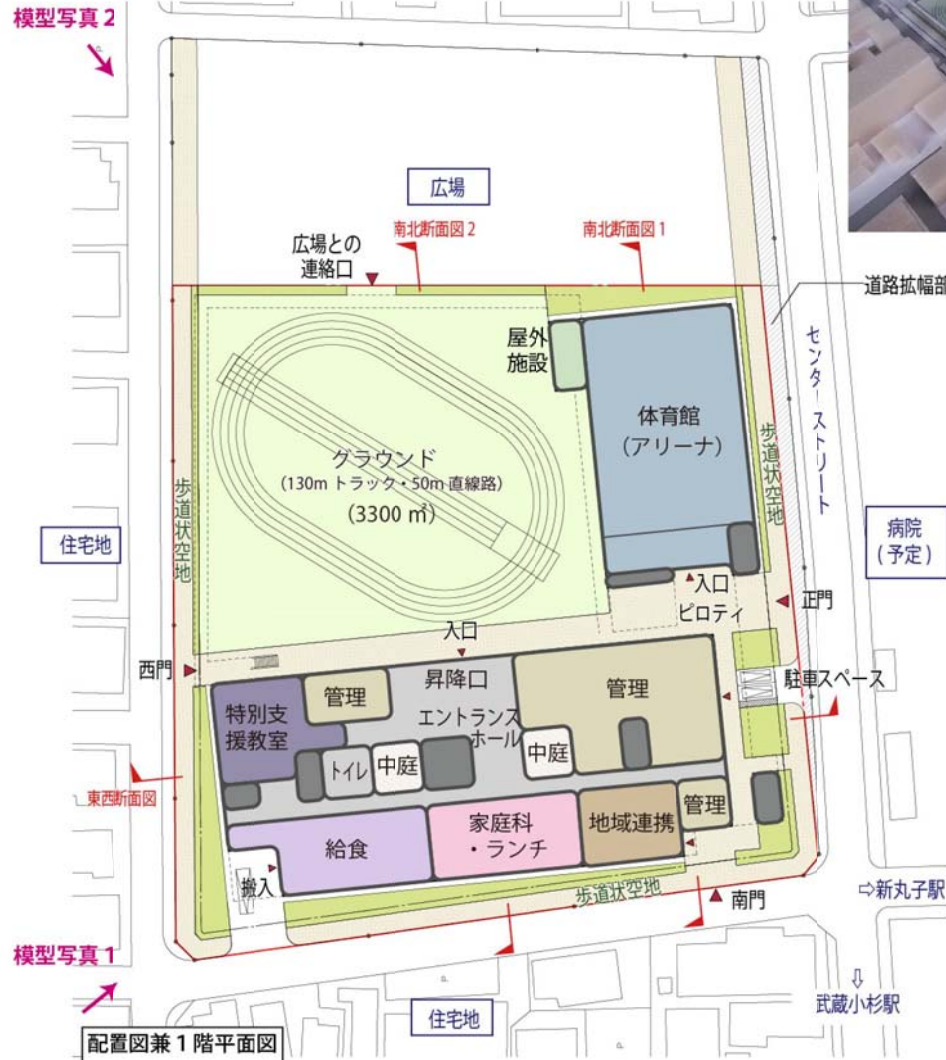 模型写真2
広場
南北断面図2
南北断面図1
広場との
連絡口
道路拡幅部
屋外
施設
センターストリート
体育館
(アリーナ)
グラウンド
(130m トラック・50m 直線路)
(3300 ㎡)
歩道状空地
歩道状空地
住宅地
病院
(予定)
入口
ピロティ
正門
入口
西門
昇降口
管理
管理
駐車スペース
特別支
援教室
エントランス
ホール
トイレ
中庭
中庭
東西断面図
給食
家庭科
・ランチ
地域連携
管理
搬入
歩道状空地
南門
⇨新丸子駅
模型写真1
⇩
武蔵小杉駅
住宅地
配置図兼1階平面図